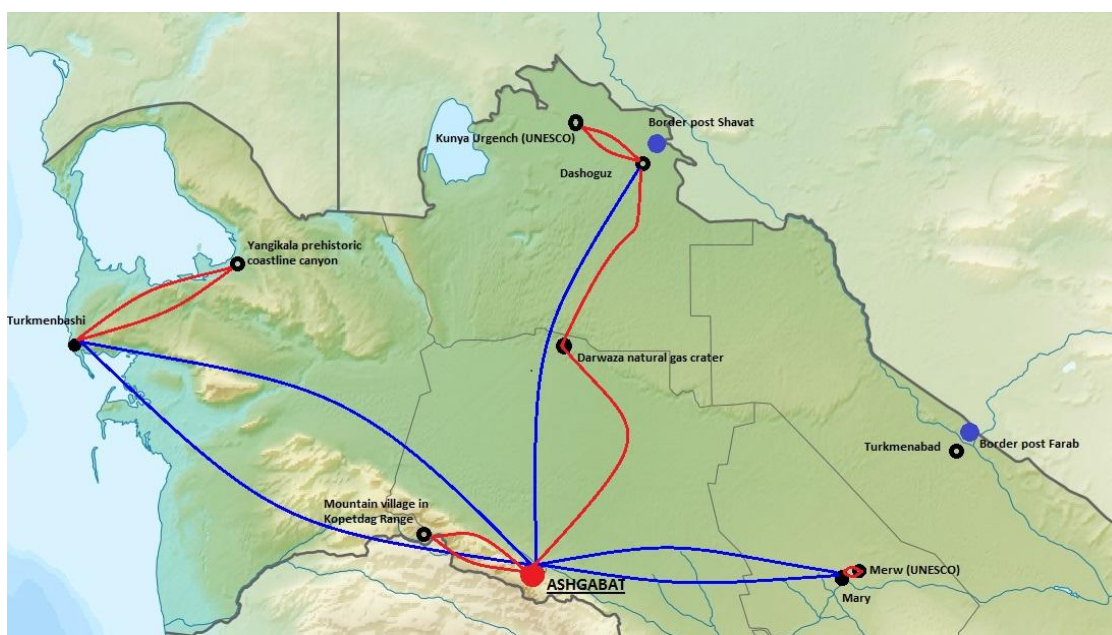 Border post Shavat
Kunya Urgench (UNESCO)
Dashoguz
Yangikala prehistoric
coastline canyon
Turkmenbashi
Darwaza natural gas crater
Turkmenabad
Border post Farab
Mountain village in
Kopetdag Range
Merw (UNESCO)
ASHGABAT
Mary